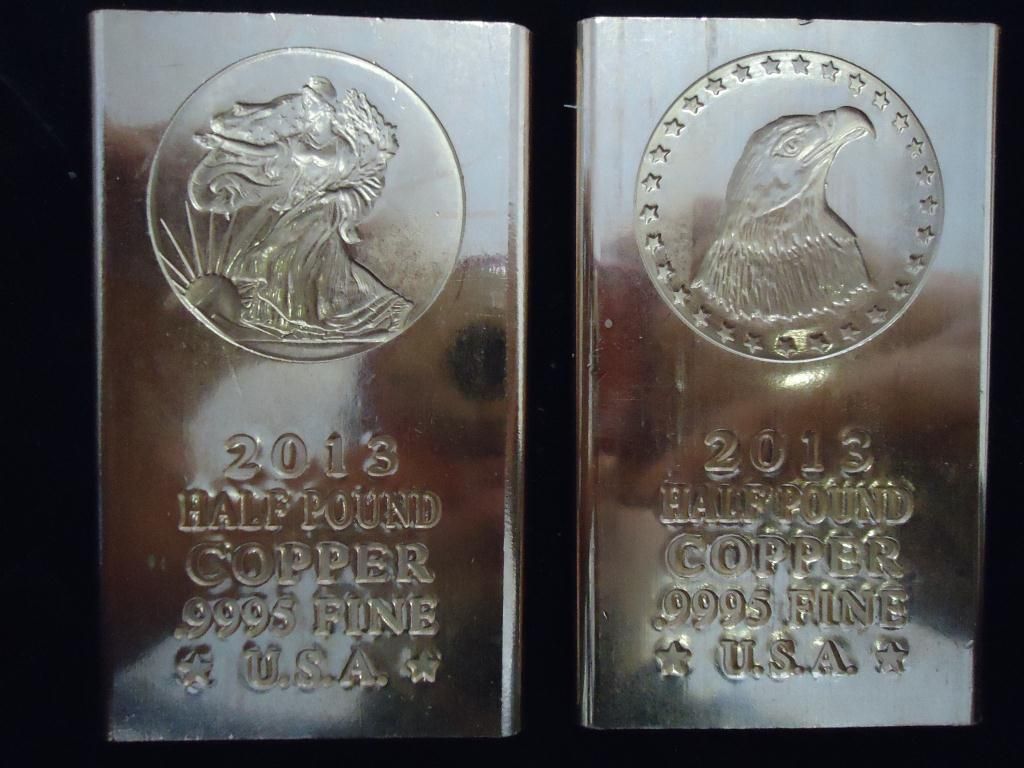 2013
HALF POUND
COPPER
.9995 FINE
U.S.A.
2013
HALF POUND
COPPER
.9995 FINE
U.S.A.